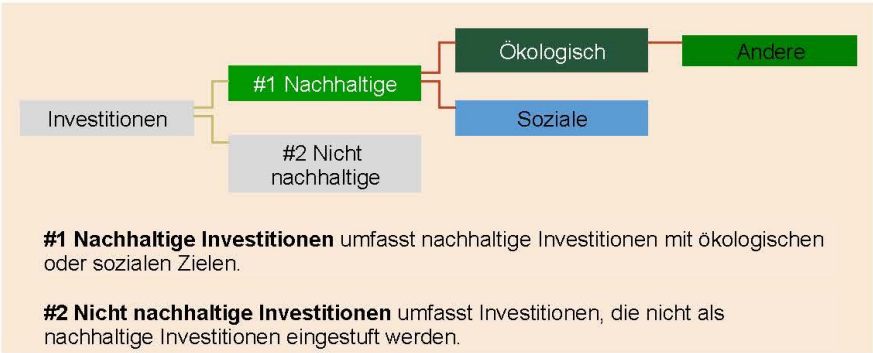 Ökologisch
Andere
#1 Nachhaltige
Investitionen
Soziale
#2 Nicht
nachhaltige
#1 Nachhaltige Investitionen umfasst nachhaltige Investitionen mit ökologischen
oder sozialen Zielen.
#2 Nicht nachhaltige Investitionen umfasst Investitionen, die nicht als
nachhaltige Investitionen eingestuft werden.